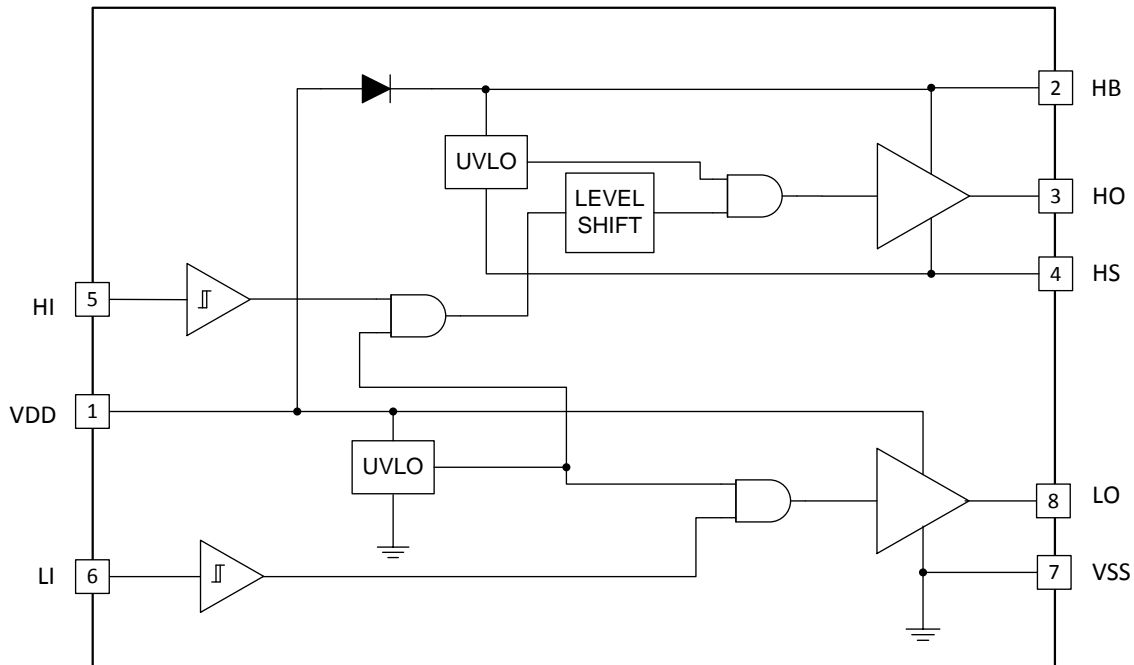 2 HB
UVLO
LEVEL
SHIFT
3 HO
4 HS
HI 5
VDD 1
UVLO
8 LO
LI 6
7 VSS